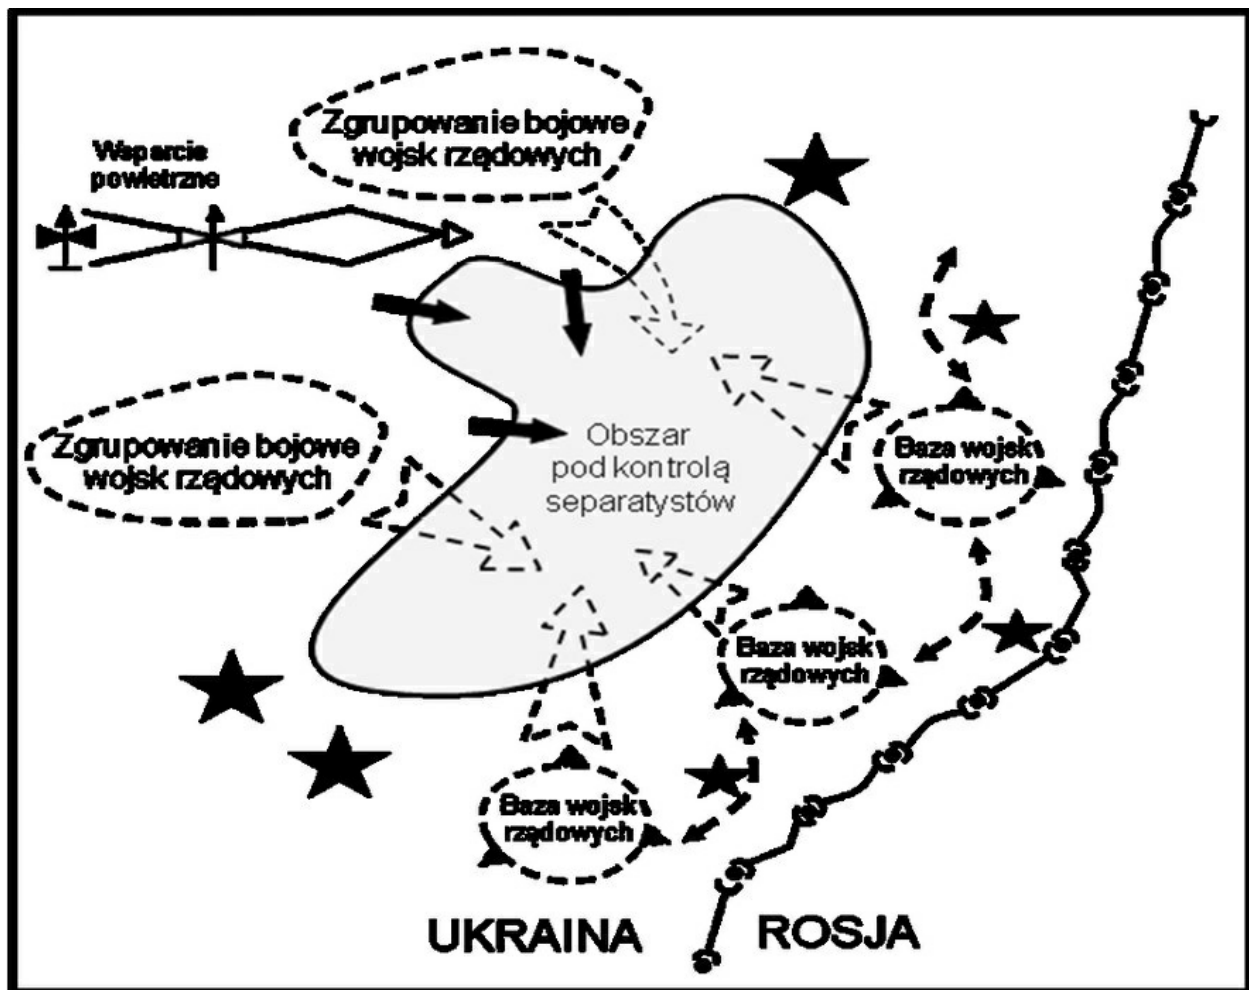 Zgrupowanie bojowe
wojsk rządowych
Wsparcie
powietrzne
Zgrupowanie bojowe
wojsk rządowych
Obszar
pod kontrolą
separatystów
Baza wojsk
rządowych
Baza wojsk
rządowych
Baza wojsk
rządowych
UKRAINA
ROSJA